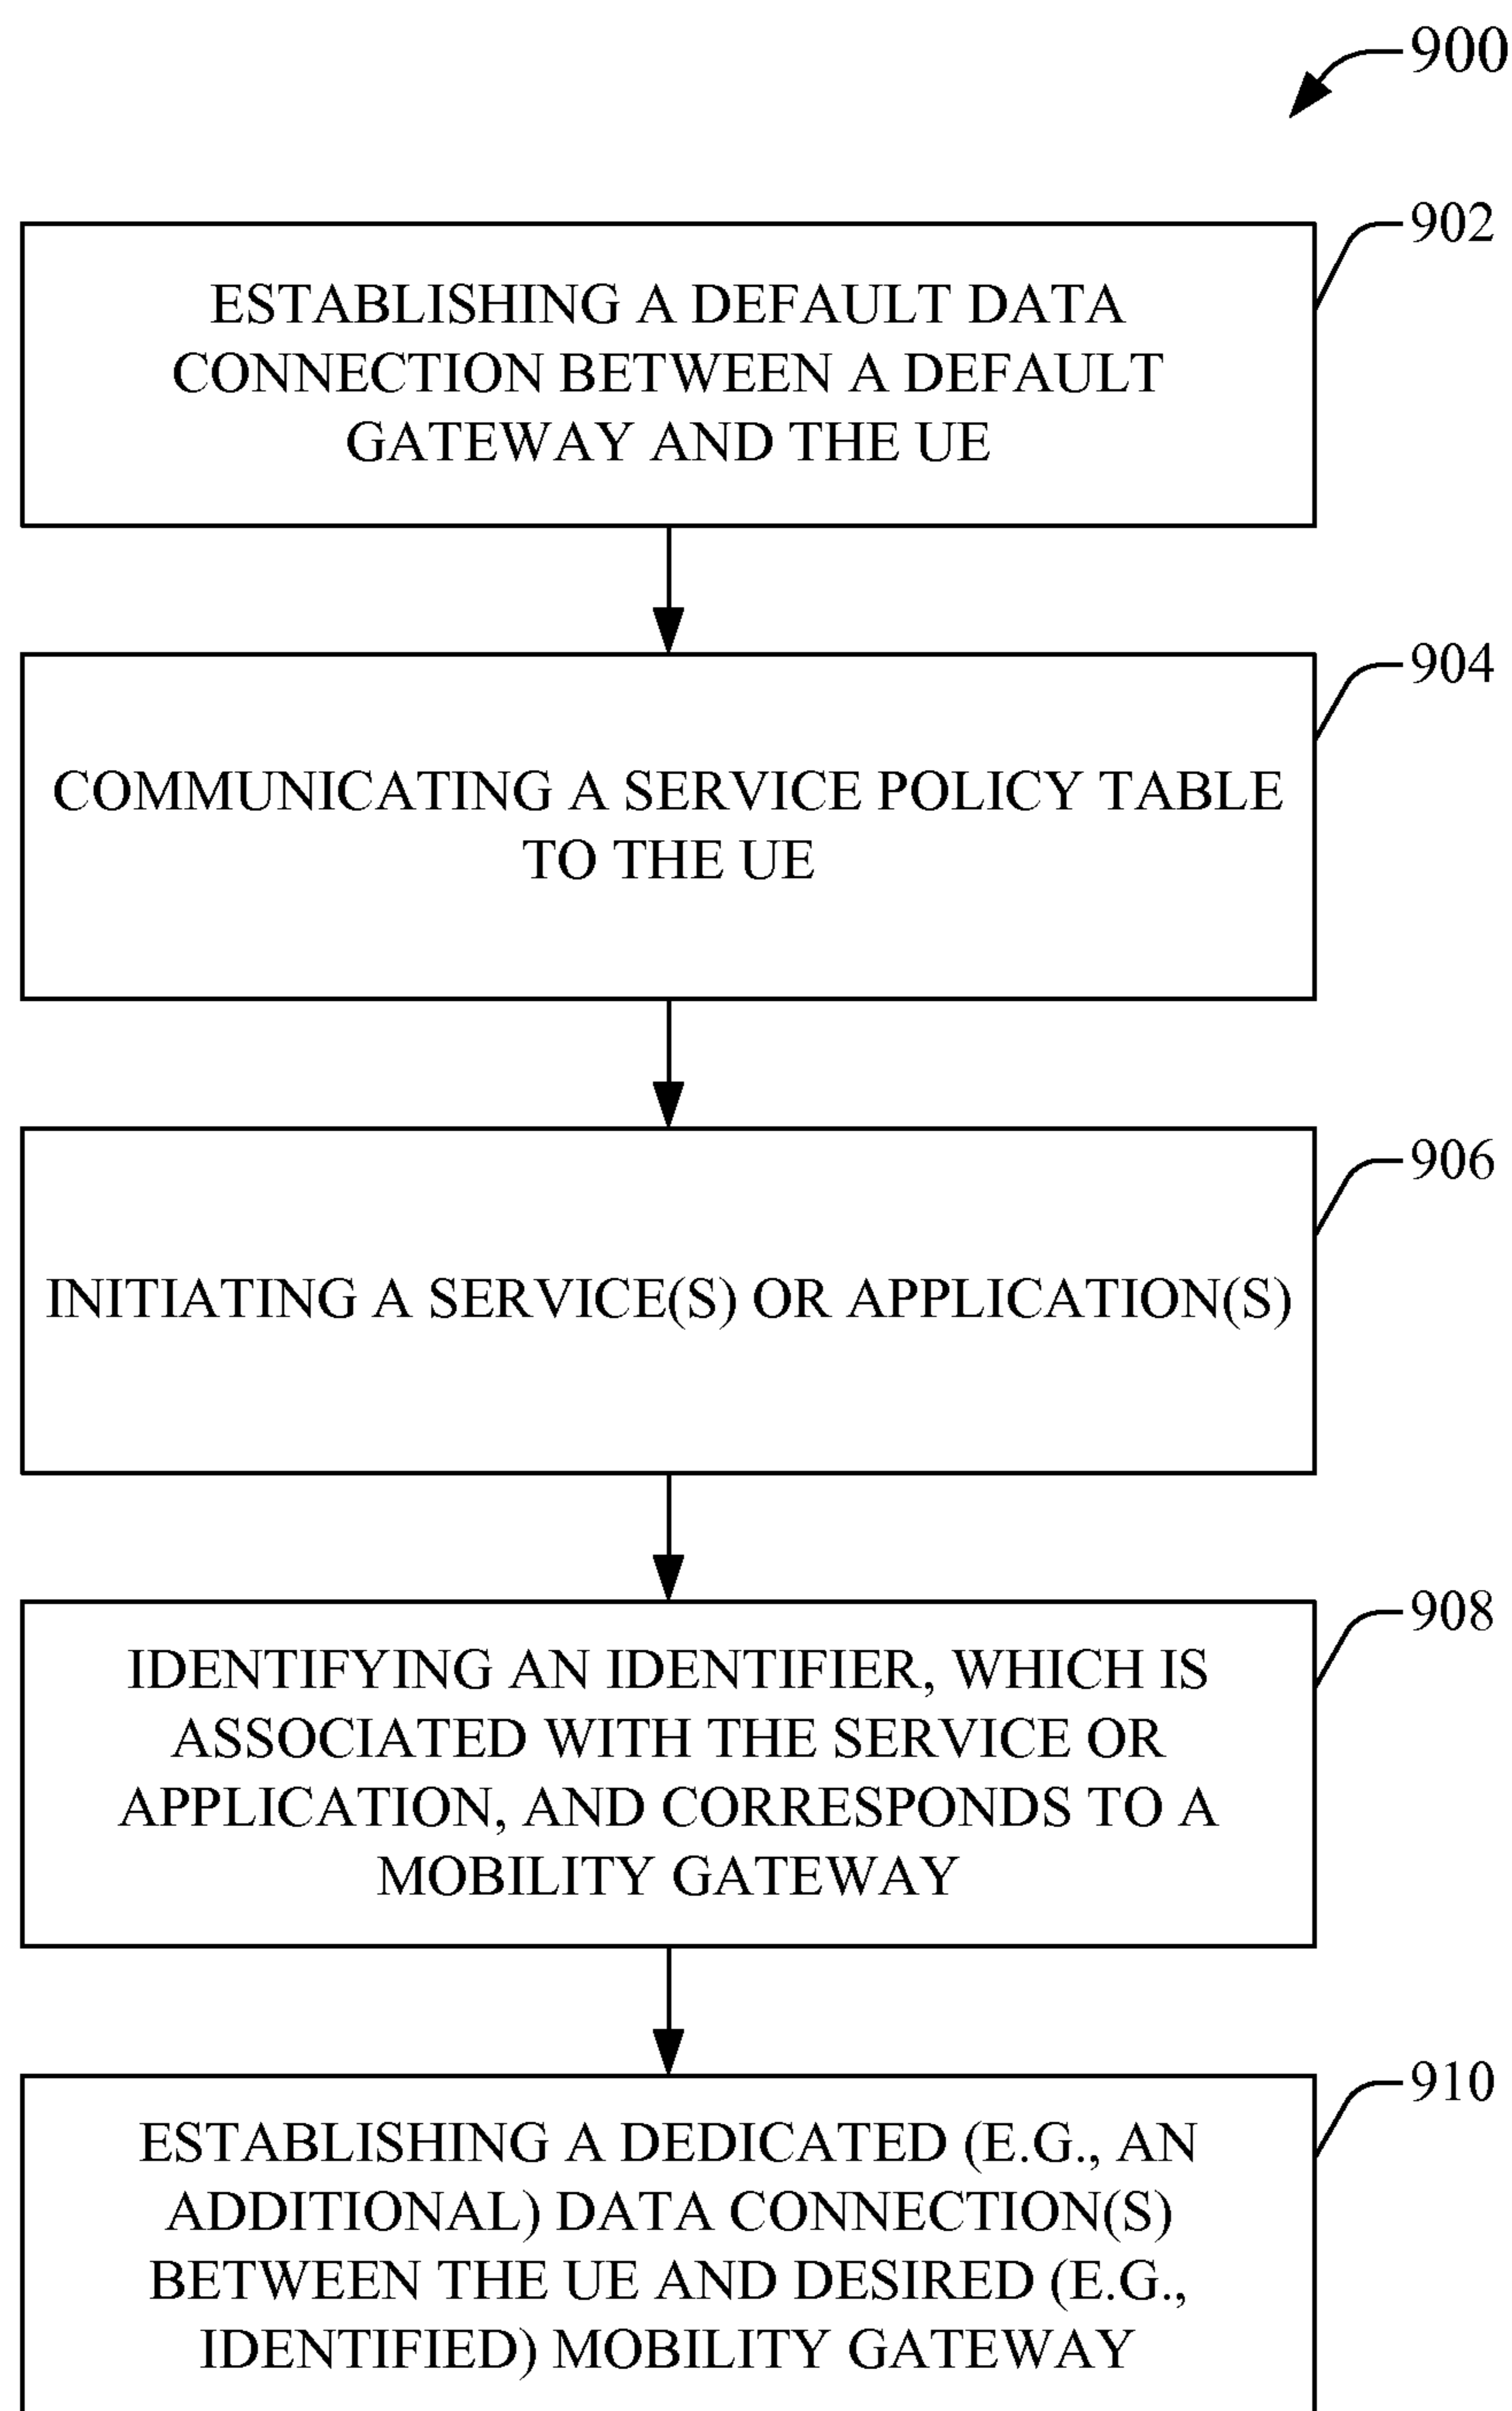 900
902
ESTABLISHING A DEFAULT DATA
CONNECTION BETWEEN A DEFAULT
GATEWAY AND THE UE
904
COMMUNICATING A SERVICE POLICY TABLE
TO THE UE
906
INITIATING A SERVICE(S) OR APPLICATION(S)
908
IDENTIFYING AN IDENTIFIER, WHICH IS
ASSOCIATED WITH THE SERVICE OR
APPLICATION, AND CORRESPONDS TO A
MOBILITY GATEWAY
910
ESTABLISHING A DEDICATED (E.G., AN
ADDITIONAL) DATA CONNECTION(S)
BETWEEN THE UE AND DESIRED (E.G.,
IDENTIFIED) MOBILITY GATEWAY